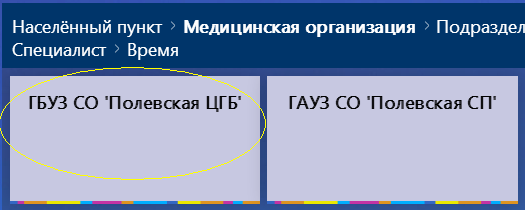 Населённый пункт > Медицинская организация > Подраздел
Специалист > Время
ГБУЗ СО 'Полевская ЦГБ'
ГАУЗ СО 'Полевская СП'